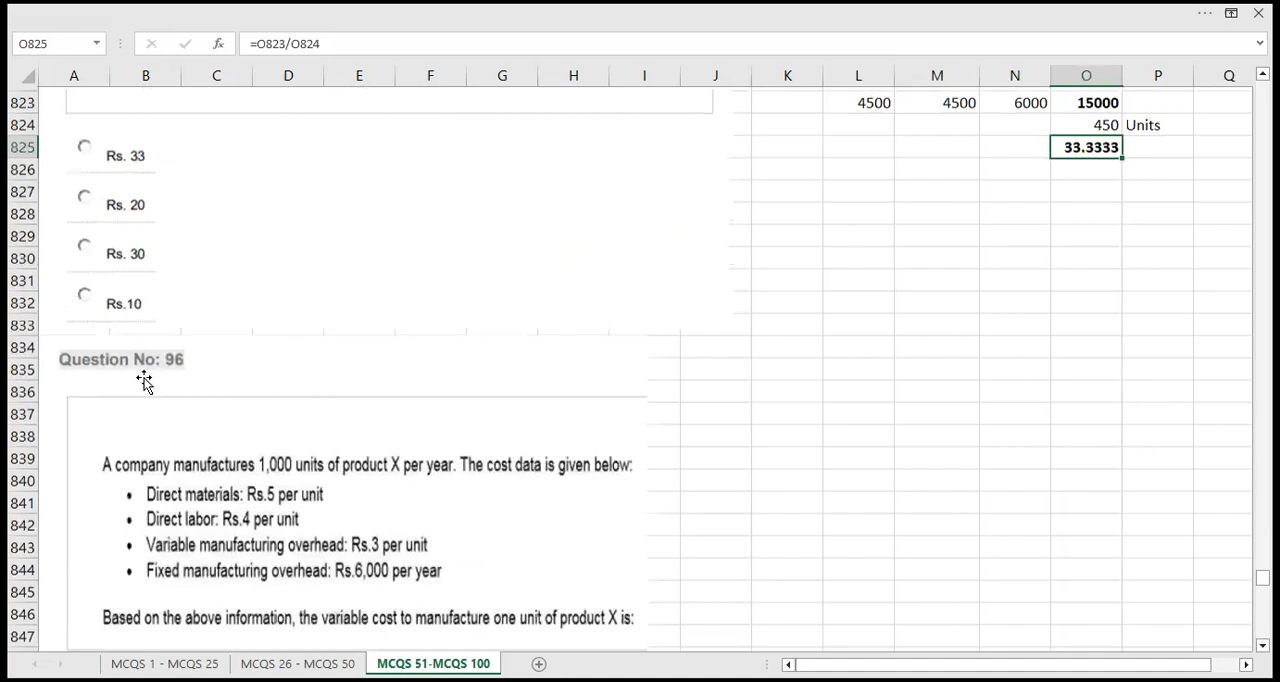 O825
fx
=O823/O824
A B C D E F G H I J K L M N O P Q
823 4500 4500 6000 15000
824 450 Units
825 33.3333
826
827
828
829
830
831
832
833
834
835
836
837
838
839
840
841
842
843
844
845
846
847
Rs. 33
Rs. 20
Rs. 30
Rs.10
Question No: 96
A company manufactures 1,000 units of product X per year. The cost data is given below:
• Direct materials: Rs.5 per unit
• Direct labor: Rs.4 per unit
• Variable manufacturing overhead: Rs.3 per unit
• Fixed manufacturing overhead: Rs.6,000 per year
Based on the above information, the variable cost to manufacture one unit of product X is:
MCQS 1 - MCQS 25 MCQS 26 - MCQS 50 MCQS 51-MCQS 100